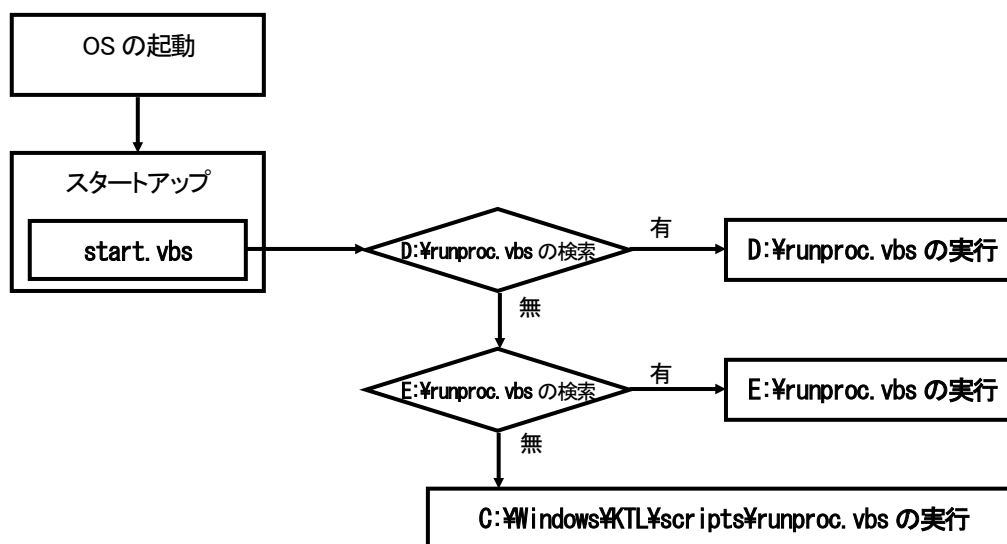 OS の起動
スタートアップ
start.vbs
D:¥runproc.vbs の検索
有
D:¥runproc.vbs の実行
無
E:¥runproc.vbs の検索
有
E:¥runproc.vbs の実行
無
C:¥Windows¥KTL¥scripts¥runproc.vbs の実行